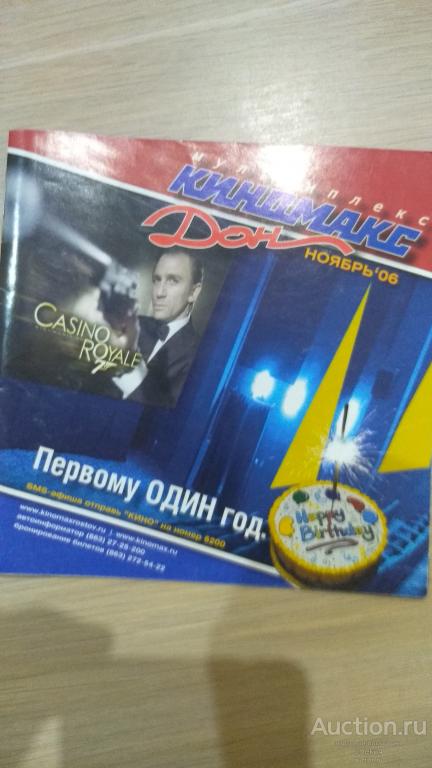 мультиплекс
КИНОМАКС
Дон
НОЯБРЬ'06
CASINO
ROYALE
007
Первому ОДИН год.
SMS-афиша отправь "КИНО" на номер 5200
www.kinomaxrostov.ru | www.kinomax.ru
автоинформатор (863) 27-25-200
бронирование билетов (863) 272-54-22
Happy
Birthday
Auction.ru